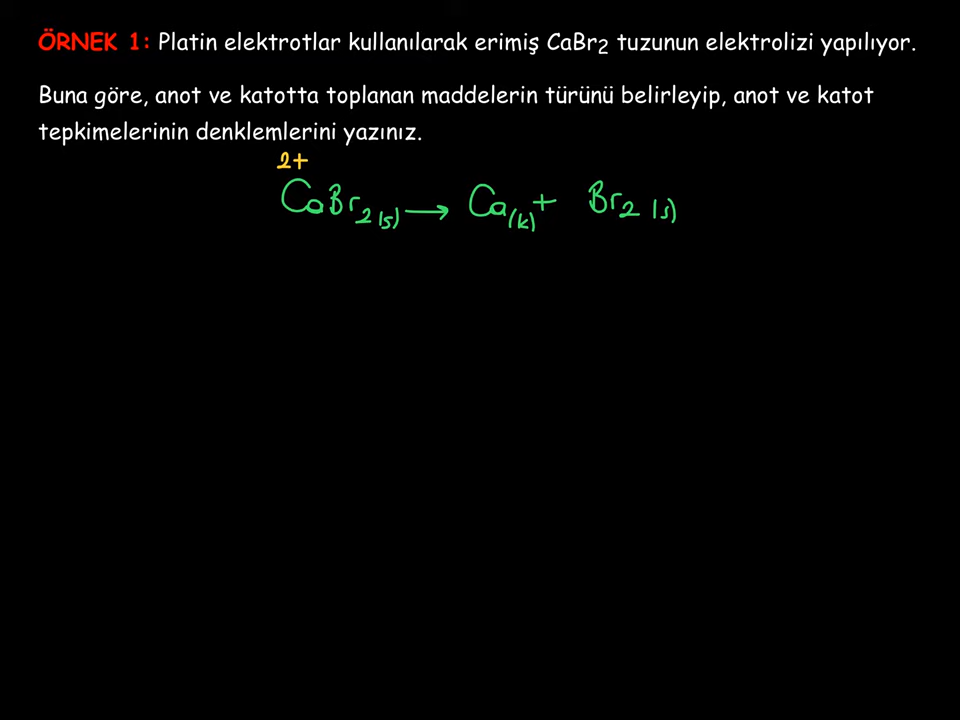 ÖRNEK 1: Platin elektrotlar kullanılarak erimiş CaBr2 tuzunun elektrolizi yapılıyor.
Buna göre, anot ve katotta toplanan maddelerin türünü belirleyip, anot ve katot
tepkimelerinin denklemlerini yazınız.
2+
CaBr2(s) → Ca(k) + Br2(s)